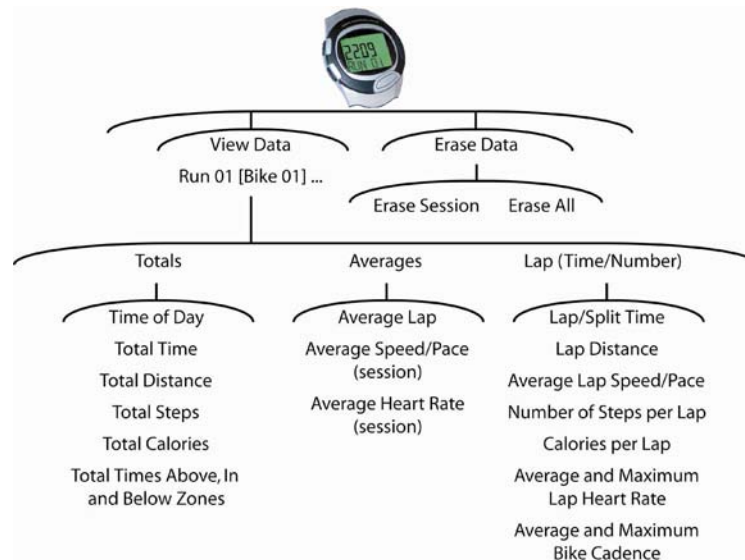 2209
RUN 01
View Data
Erase Data
Run 01 [Bike 01] ...
Erase Session
Erase All
Totals
Averages
Lap (Time/Number)
Time of Day
Total Time
Total Distance
Total Steps
Total Calories
Total Times Above, In
and Below Zones
Average Lap
Average Speed/Pace
(session)
Average Heart Rate
(session)
Lap/Split Time
Lap Distance
Average Lap Speed/Pace
Number of Steps per Lap
Calories per Lap
Average and Maximum
Lap Heart Rate
Average and Maximum
Bike Cadence